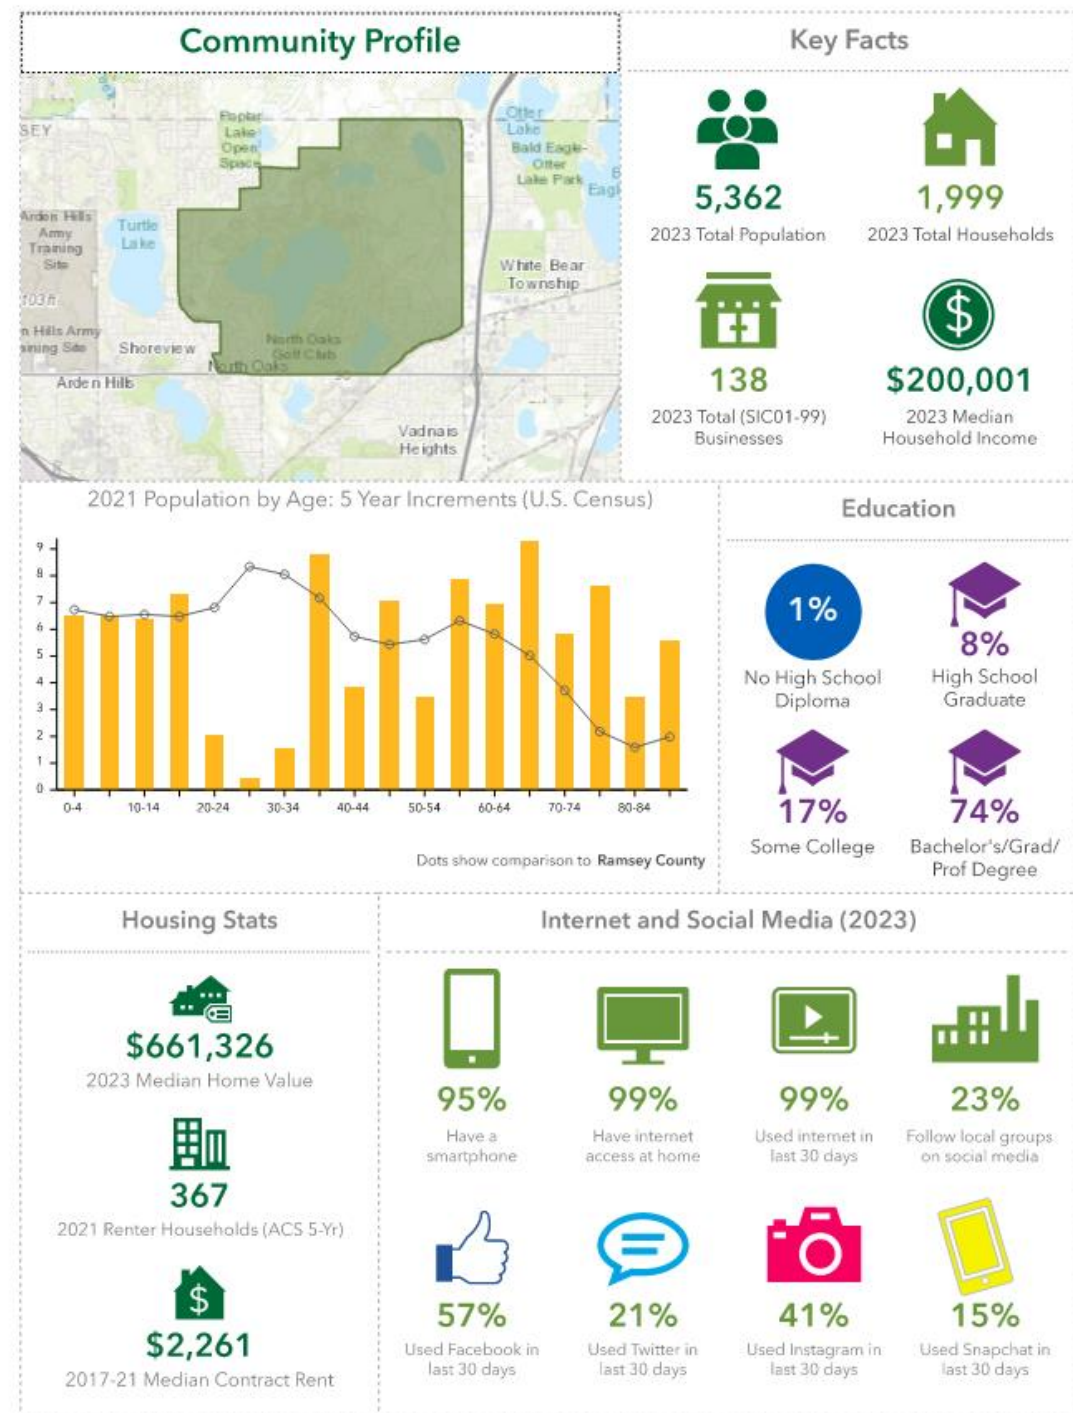 Community Profile
Key Facts
SEY
Poplar
Lake
Open
Space
Otter
Lake
Bald Eagle-
Otter
Lake Park
Eagl
Arden Hills
Army
Training
Site
Turtle
Lake
White Bear
Township
103 ft
n Hills Army
aining Site
Shoreview
North Oaks
Golf Club
North Oaks
Arden Hills
Vadnais
Heights
5,362
2023 Total Population
1,999
2023 Total Households
138
2023 Total (SIC01-99)
Businesses
$200,001
2023 Median
Household Income
2021 Population by Age: 5 Year Increments (U.S. Census)
9
8
7
6
5
4
3
2
1
0
0-4 10-14 20-24 30-34 40-44 50-54 60-64 70-74 80-84
Dots show comparison to Ramsey County
Education
1%
No High School
Diploma
8%
High School
Graduate
17%
Some College
74%
Bachelor's/Grad/
Prof Degree
Housing Stats
$661,326
2023 Median Home Value
367
2021 Renter Households (ACS 5-Yr)
$
$2,261
2017-21 Median Contract Rent
Internet and Social Media (2023)
95%
Have a
smartphone
99%
Have internet
access at home
99%
Used internet in
last 30 days
23%
Follow local groups
on social media
57%
Used Facebook in
last 30 days
21%
Used Twitter in
last 30 days
41%
Used Instagram in
last 30 days
15%
Used Snapchat in
last 30 days